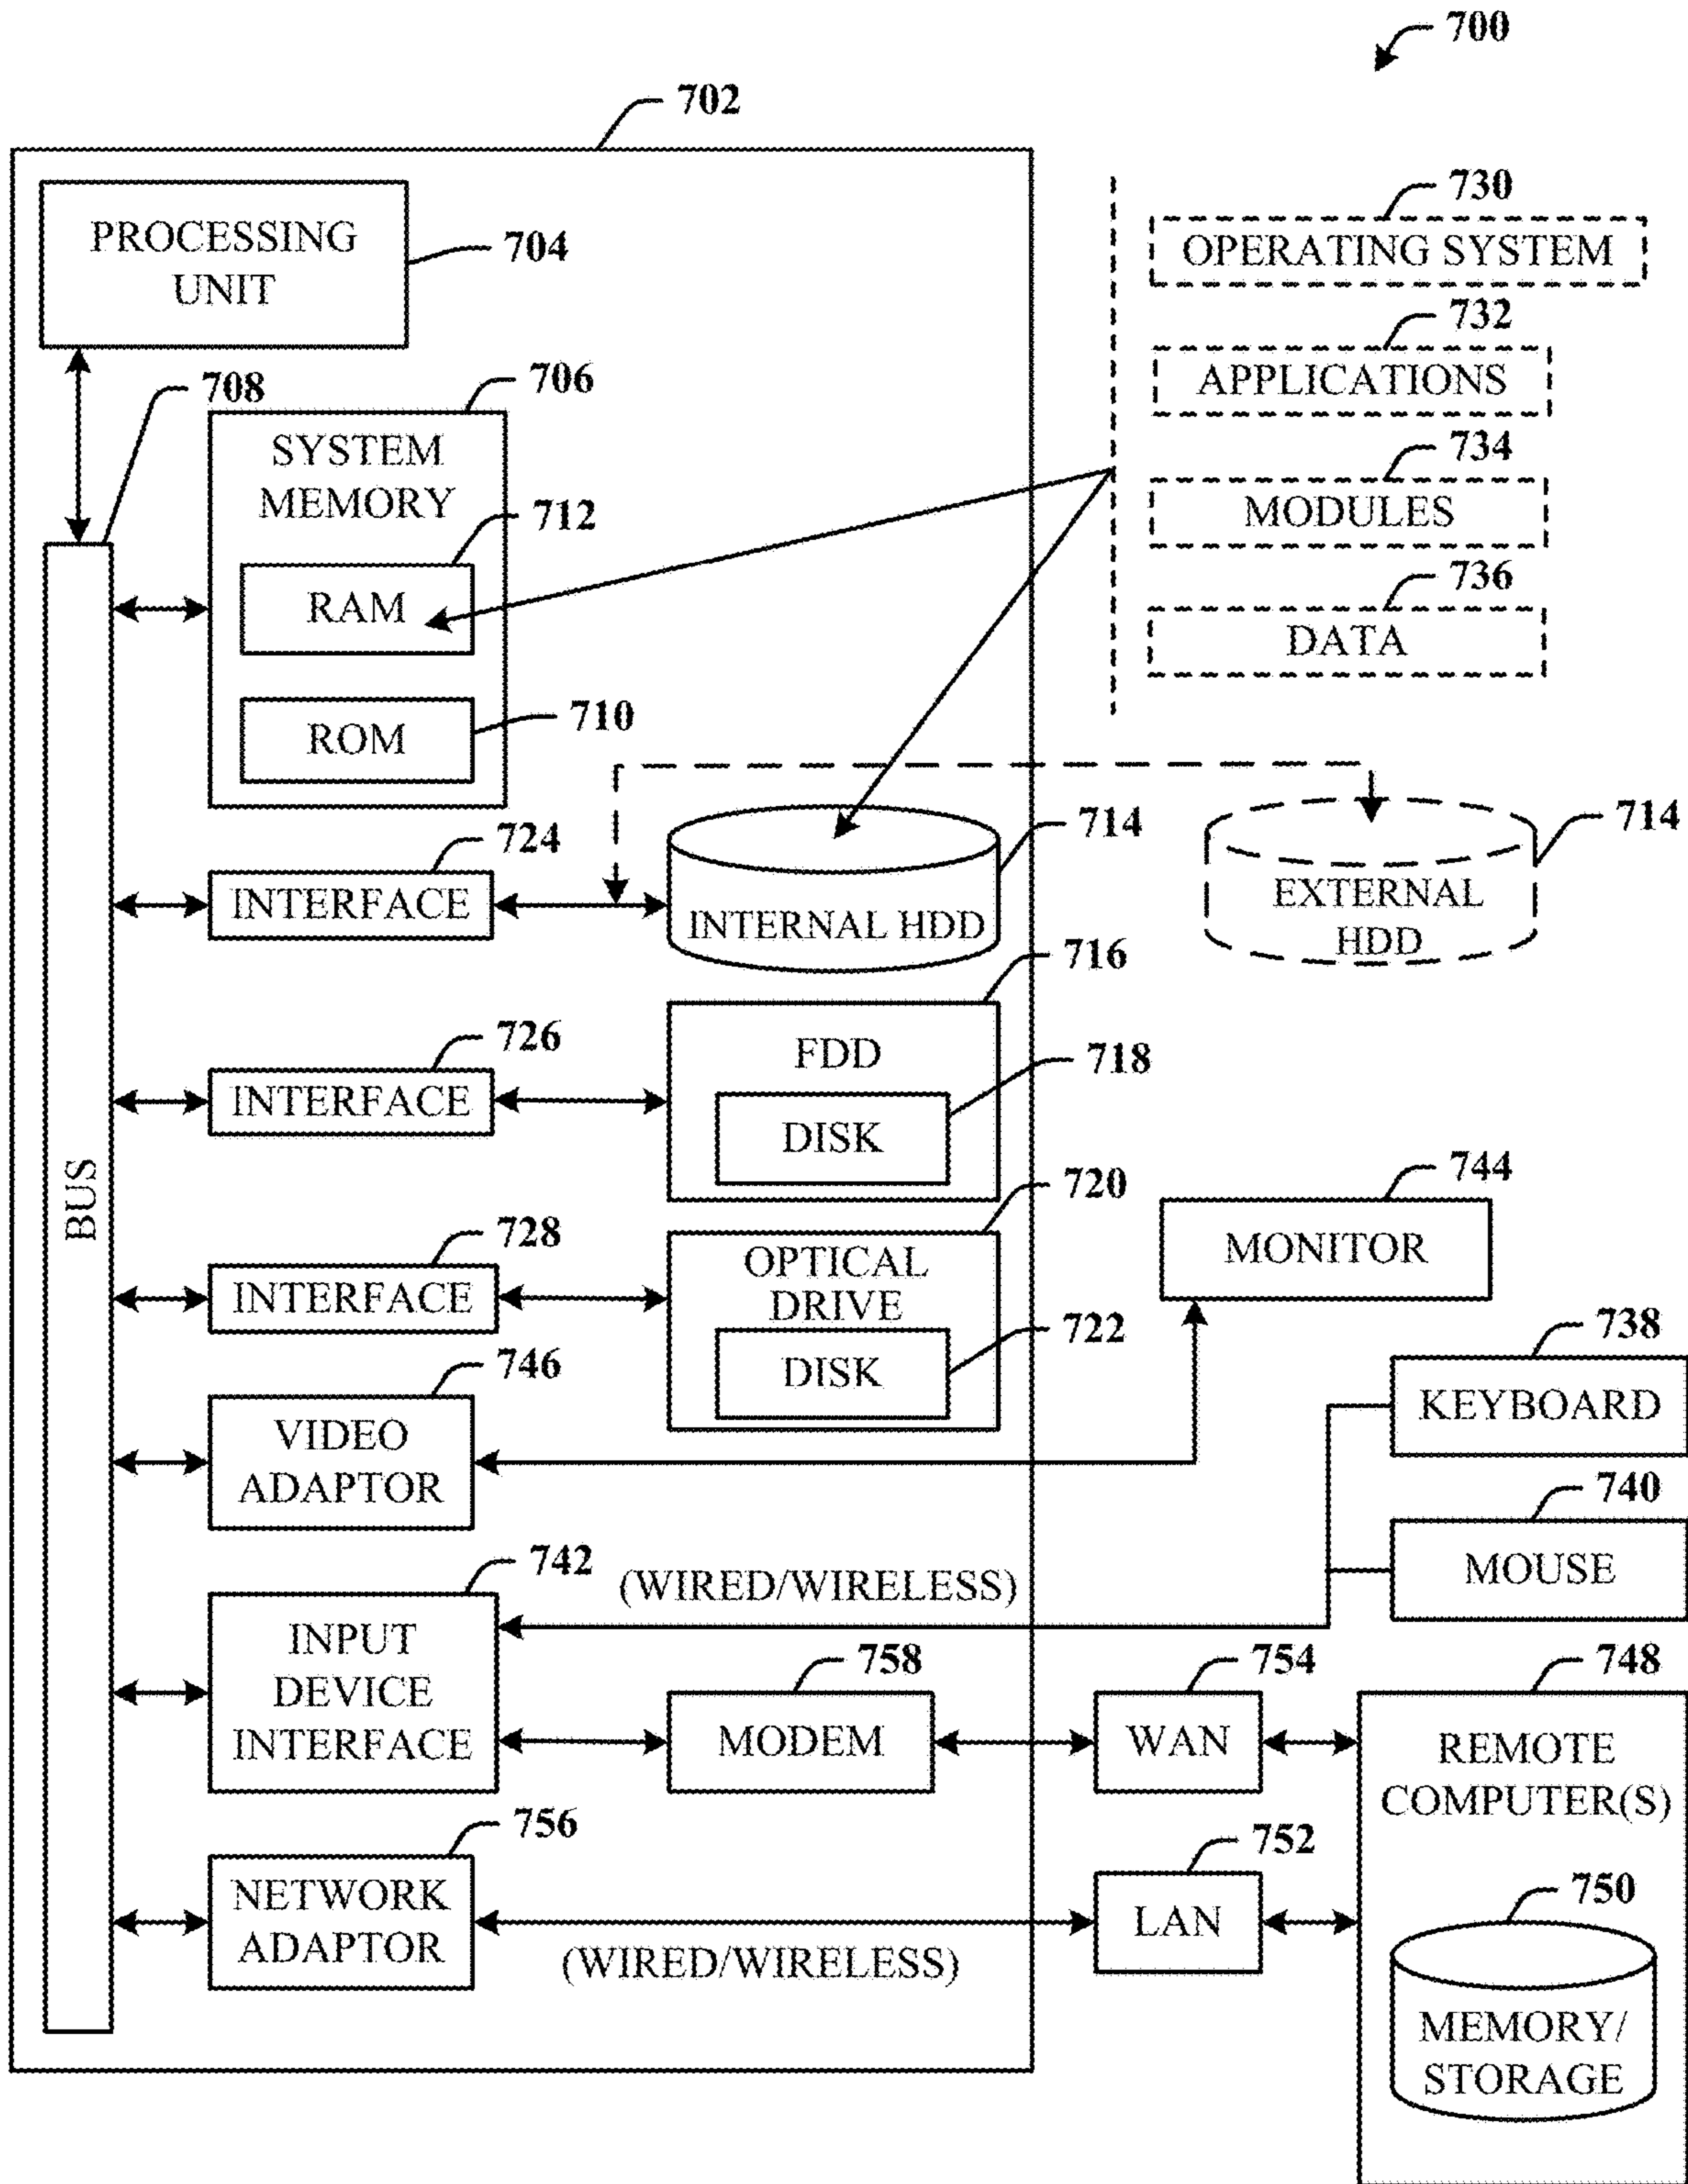 700
702
PROCESSING
UNIT
704
708
706
SYSTEM
MEMORY
712
RAM
ROM
710
730
OPERATING SYSTEM
732
APPLICATIONS
734
MODULES
736
DATA
724
INTERFACE
714
INTERNAL HDD
714
EXTERNAL
HDD
716
726
INTERFACE
FDD
718
DISK
BUS
720
728
INTERFACE
OPTICAL
DRIVE
722
DISK
744
MONITOR
738
KEYBOARD
746
VIDEO
ADAPTOR
740
MOUSE
742
(WIRED/WIRELESS)
INPUT
DEVICE
INTERFACE
758
MODEM
754
WAN
748
REMOTE
COMPUTER(S)
756
NETWORK
ADAPTOR
(WIRED/WIRELESS)
752
LAN
750
MEMORY/
STORAGE